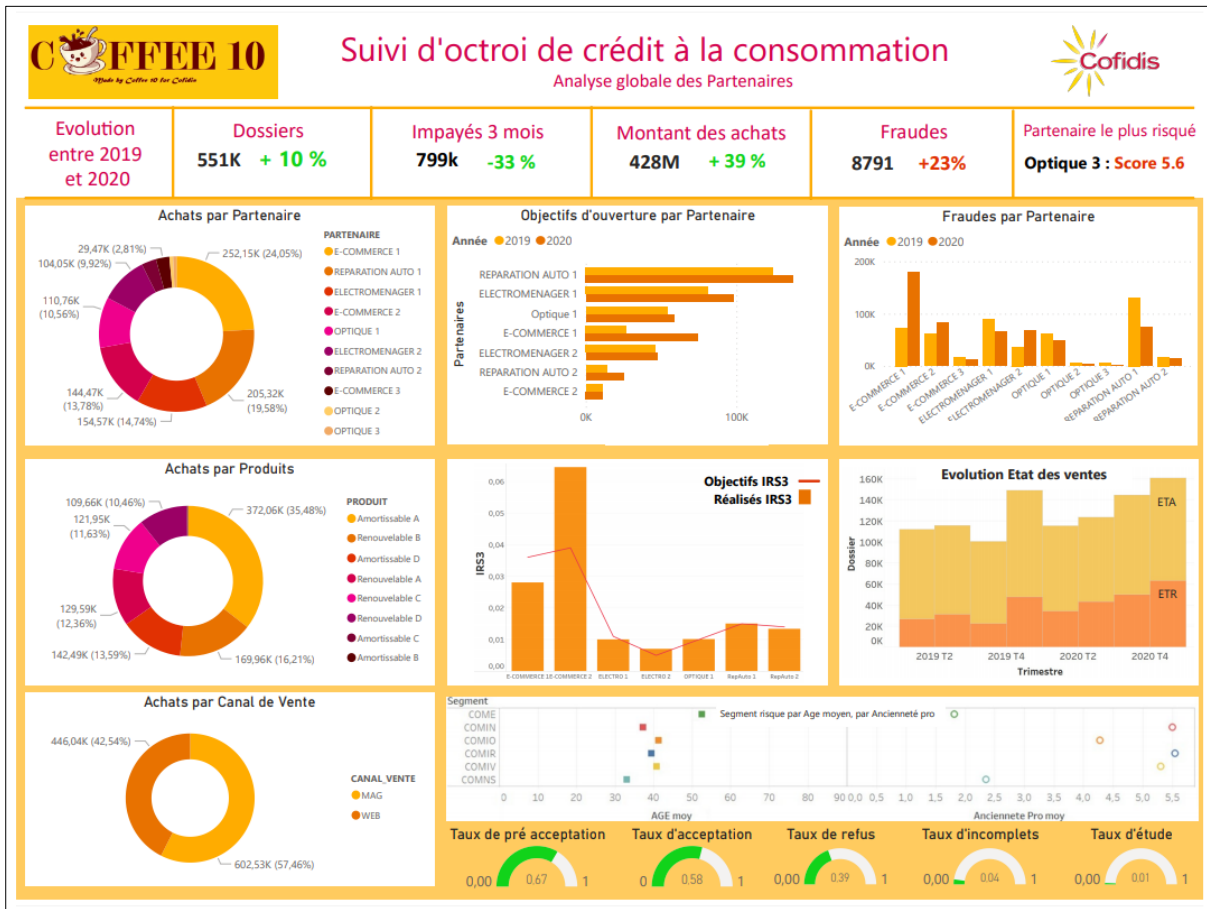 COFFEE 10
Made by Coffee 10 for Cofidis
Suivi d'octroi de crédit à la consommation
Analyse globale des Partenaires
Cofidis
Evolution
entre 2019
et 2020
Dossiers
551K + 10 %
Impayés 3 mois
799k -33 %
Montant des achats
428M + 39 %
Fraudes
8791 +23%
Partenaire le plus risqué
Optique 3 : Score 5.6
Achats par Partenaire
29,47K (2,81%)
104,05K (9,92%)
110,76K
(10,56%)
144,47K
(13,78%)
154,57K (14,74%)
252,15K (24,05%)
205,32K
(19,58%)
PARTENAIRE
E-COMMERCE 1
REPARATION AUTO 1
ELECTROMENAGER 1
E-COMMERCE 2
OPTIQUE 1
ELECTROMENAGER 2
REPARATION AUTO 2
E-COMMERCE 3
OPTIQUE 2
OPTIQUE 3
Objectifs d'ouverture par Partenaire
Année 2019 2020
Partenaires
REPARATION AUTO 1
ELECTROMENAGER 1
Optique 1
E-COMMERCE 1
ELECTROMENAGER 2
REPARATION AUTO 2
E-COMMERCE 2
0K 100K
Fraudes par Partenaire
Année 2019 2020
200K
100K
0K
E-COMMERCE 1
E-COMMERCE 2
E-COMMERCE 3
ELECTROMENAGER 1
ELECTROMENAGER 2
OPTIQUE 1
OPTIQUE 2
OPTIQUE 3
REPARATION AUTO 1
REPARATION AUTO 2
Achats par Produits
109,66K (10,46%)
121,95K
(11,63%)
129,59K
(12,36%)
142,49K (13,59%)
372,06K (35,48%)
169,96K (16,21%)
PRODUIT
Amortissable A
Renouvelable B
Amortissable D
Renouvelable A
Renouvelable C
Renouvelable D
Amortissable C
Amortissable B
Objectifs IRS3
Réalisés IRS3
IRS3
0,06
0,05
0,04
0,03
0,02
0,01
0,00
E-COMMERCE 1 E-COMMERCE 2 ELECTRO 1 ELECTRO 2 OPTIQUE 1 RepAuto 1 RepAuto 2
Evolution Etat des ventes
Dossier
160K
140K
120K
100K
80K
60K
40K
20K
0K
ETA
ETR
2019 T2 2019 T4 2020 T2 2020 T4
Trimestre
Achats par Canal de Vente
446,04K (42,54%)
602,53K (57,46%)
CANAL_VENTE
MAG
WEB
Segment
Segment risque par Age moyen, par Ancienneté pro
COME
COMIN
COMIO
COMIR
COMIV
COMNS
0 10 20 30 40 50 60 70 80 90 0,0 0,5 1,0 1,5 2,0 2,5 3,0 3,5 4,0 4,5 5,0 5,5
AGE moy
Anciennete Pro moy
Taux de pré acceptation
0,00 0.67 1
Taux d'acceptation
0 0.58 1
Taux de refus
0,00 0.39 1
Taux d'incomplets
0,00 0.04 1
Taux d'étude
0,00 0.01 1